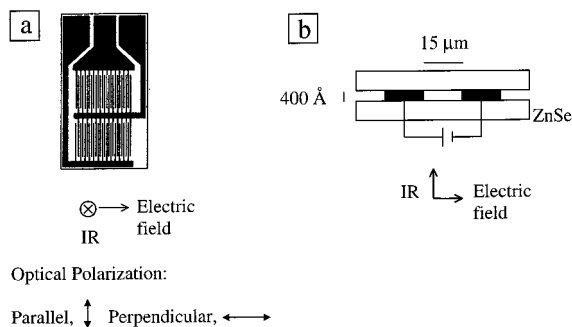 a
b
15 μm
400 Å
ZnSe
IR
Electric
field
IR
Electric
field
Optical Polarization:
Parallel, Perpendicular,